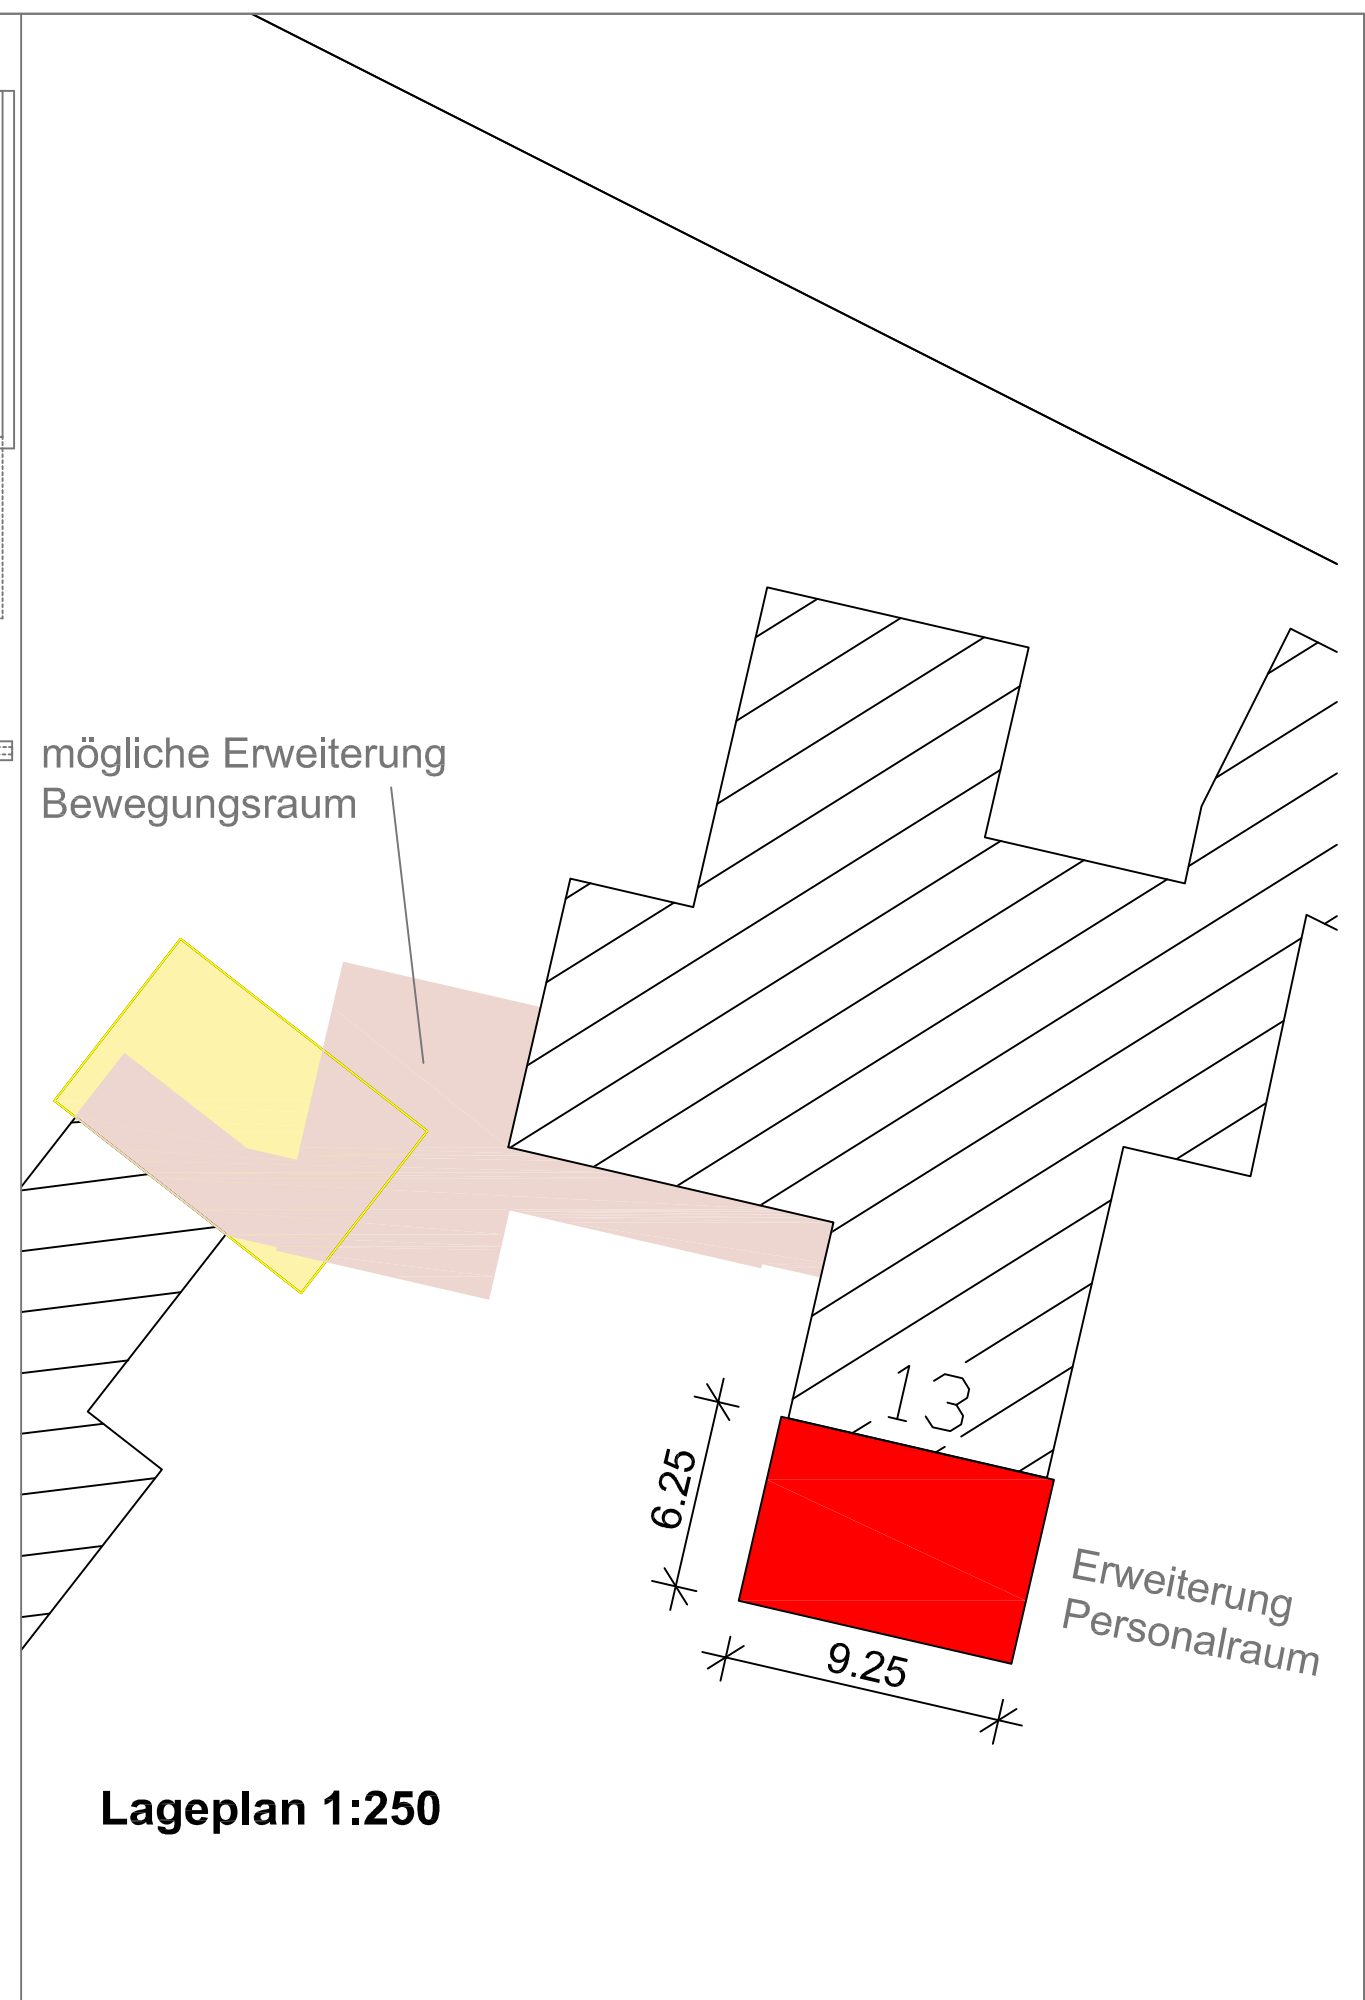 mögliche Erweiterung
Bewegungsraum
13
6.25
9.25
Erweiterung
Personalraum
Lageplan 1:250